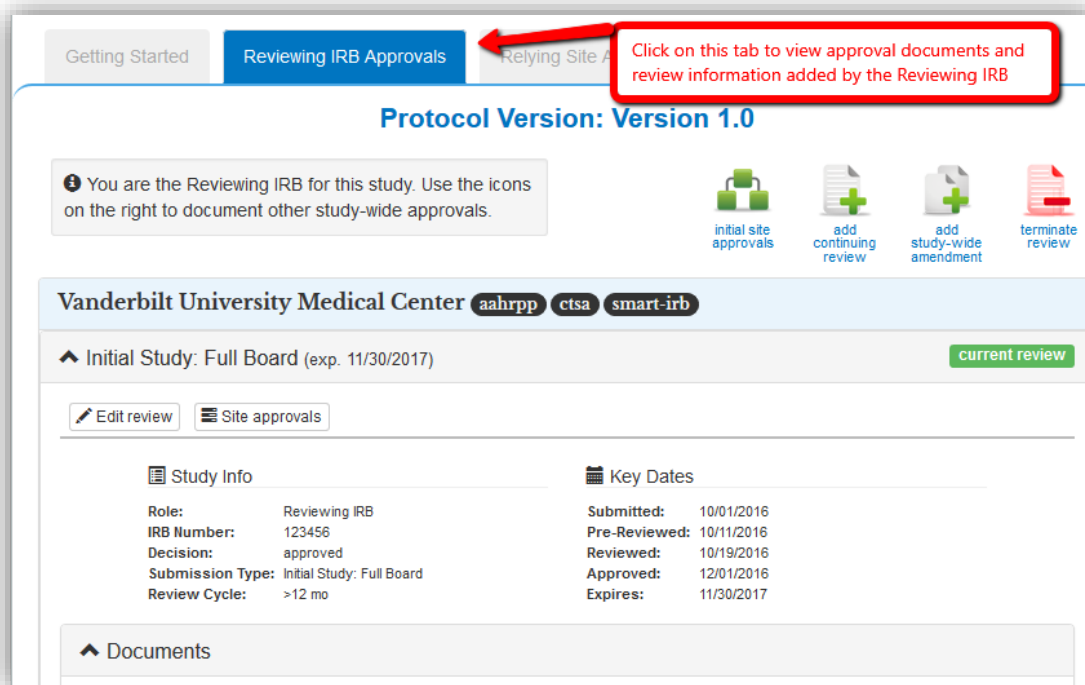 Getting Started
Reviewing IRB Approvals
Relying Site A
Click on this tab to view approval documents and
review information added by the Reviewing IRB
Protocol Version: Version 1.0
You are the Reviewing IRB for this study. Use the icons
on the right to document other study-wide approvals.
initial site
approvals
add
continuing
review
add
study-wide
amendment
terminate
review
Vanderbilt University Medical Center aahrpp ctsa smart-irb
Initial Study: Full Board (exp. 11/30/2017)
current review
Edit review
Site approvals
Study Info
Role: Reviewing IRB
IRB Number: 123456
Decision: approved
Submission Type: Initial Study: Full Board
Review Cycle: >12 mo
Key Dates
Submitted: 10/01/2016
Pre-Reviewed: 10/11/2016
Reviewed: 10/19/2016
Approved: 12/01/2016
Expires: 11/30/2017
Documents